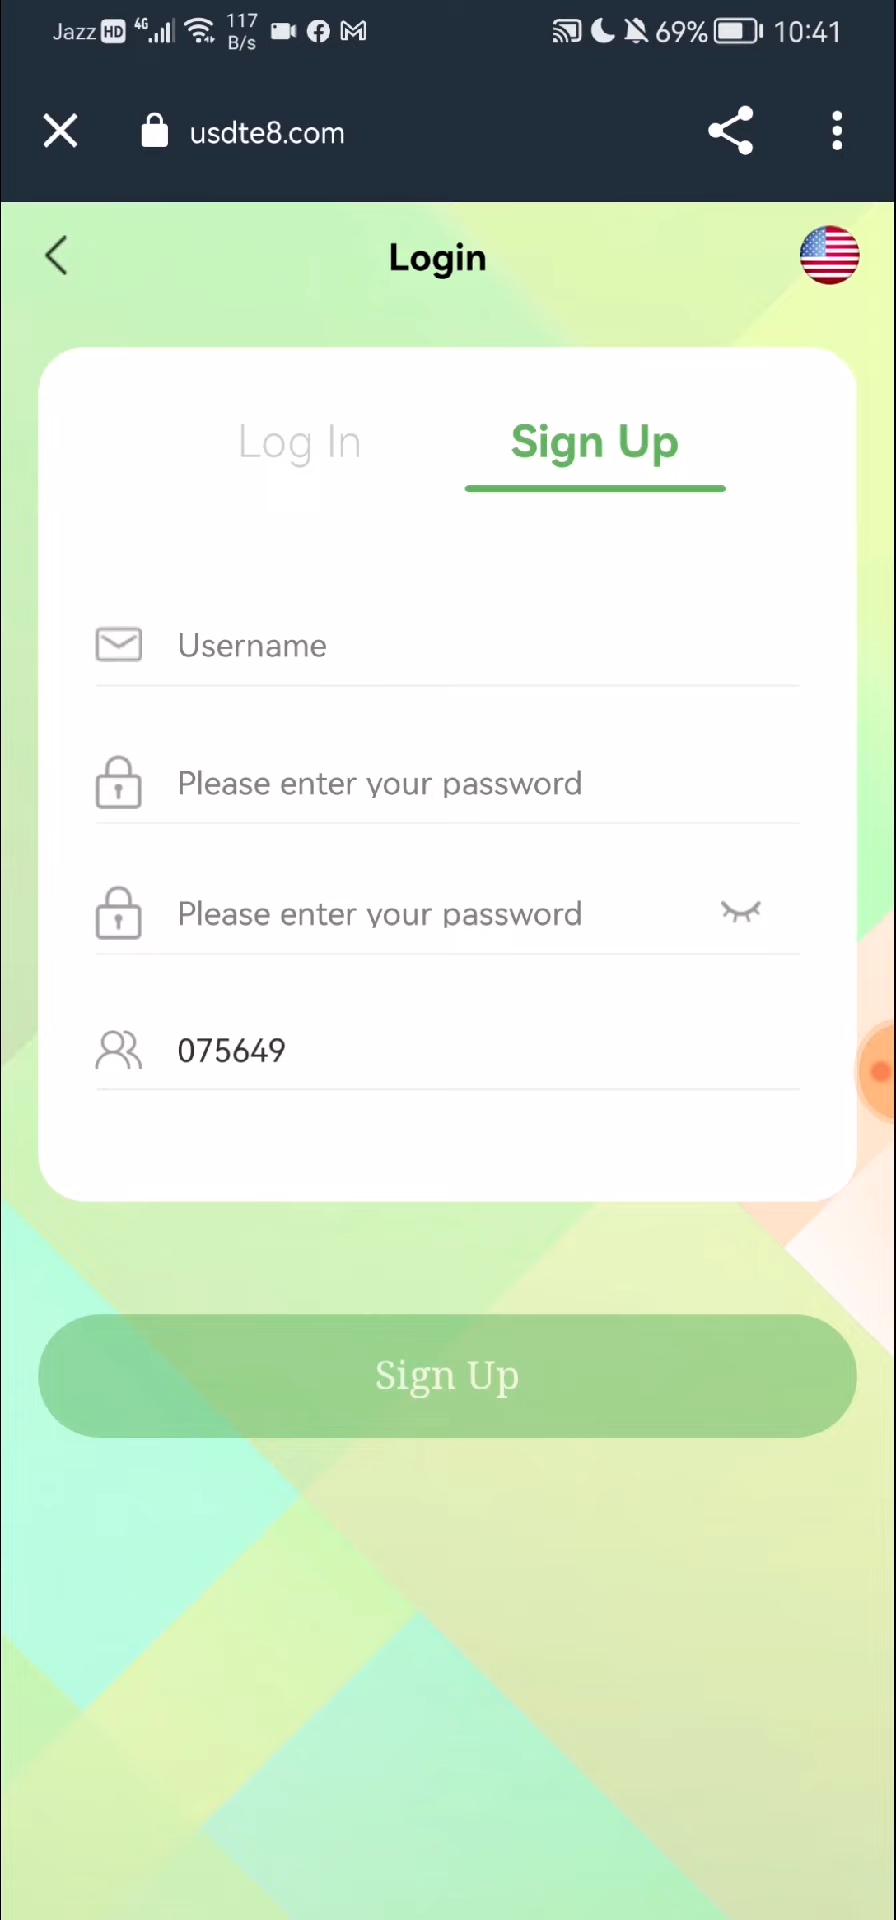 Jazz HD 4G 117 B/s 69% 10:41
usdte8.com
Login
Log In Sign Up
Username
Please enter your password
Please enter your password
075649
Sign Up